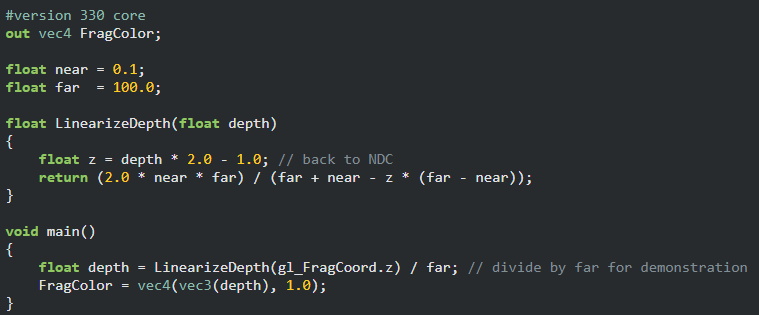 #version 330 core
out vec4 FragColor;

float near = 0.1;
float far  = 100.0;

float LinearizeDepth(float depth)
{
    float z = depth * 2.0 - 1.0; // back to NDC
    return (2.0 * near * far) / (far + near - z * (far - near));
}

void main()
{
    float depth = LinearizeDepth(gl_FragCoord.z) / far; // divide by far for demonstration
    FragColor = vec4(vec3(depth), 1.0);
}